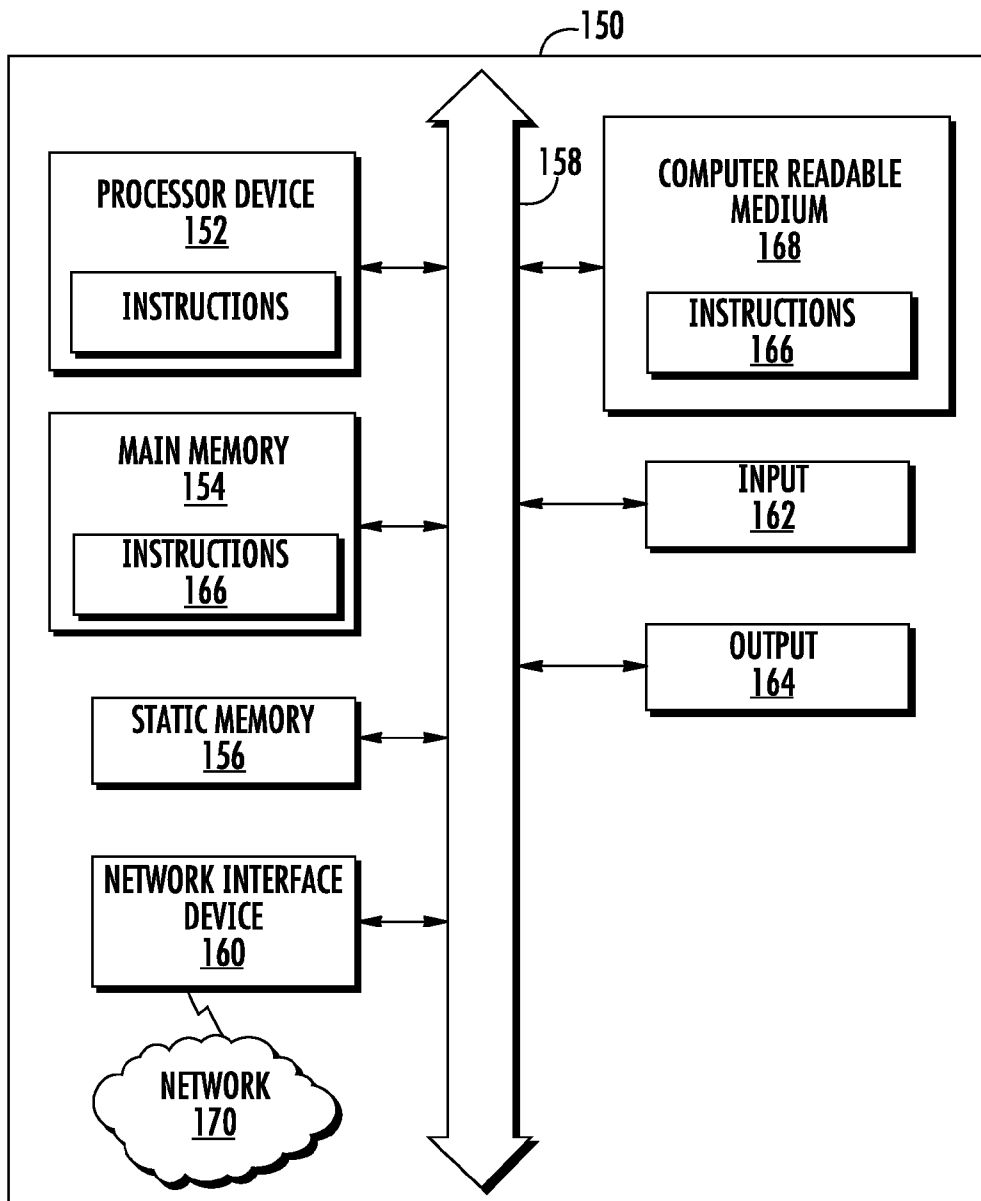 150
PROCESSOR DEVICE
152
INSTRUCTIONS
MAIN MEMORY
154
INSTRUCTIONS
166
STATIC MEMORY
156
NETWORK INTERFACE
DEVICE
160
NETWORK
170
158
COMPUTER READABLE
MEDIUM
168
INSTRUCTIONS
166
INPUT
162
OUTPUT
164